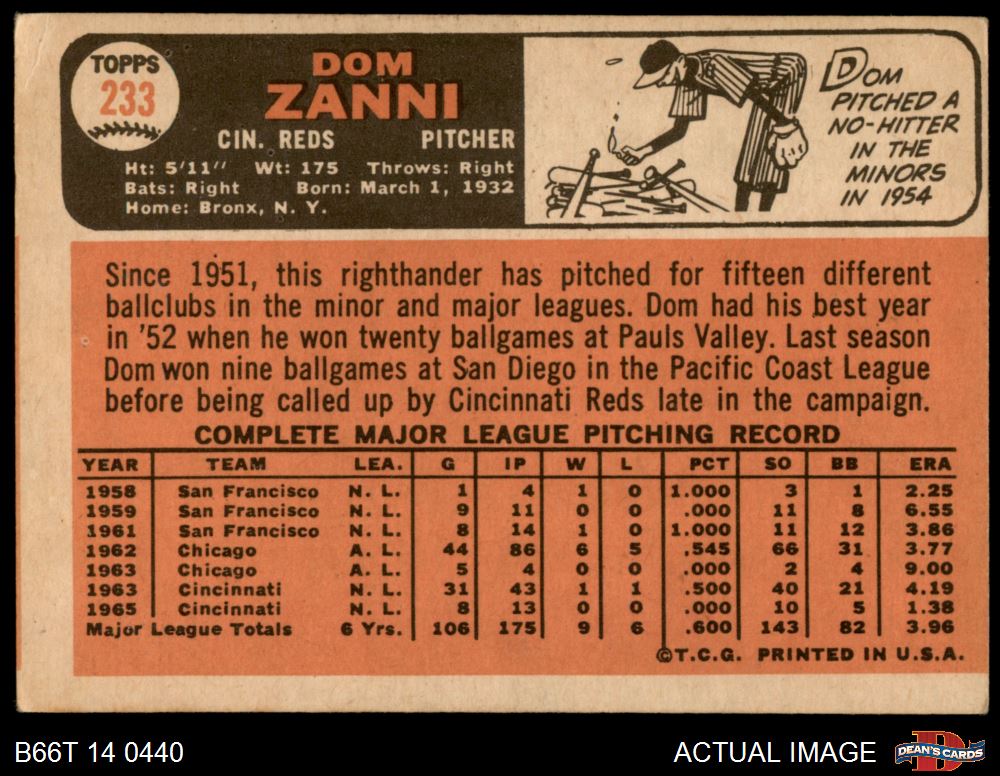 TOPPS
233
DOM
ZANNI
CIN. REDS PITCHER
Ht: 5'11" Wt: 175 Throws: Right
Bats: Right Born: March 1, 1932
Home: Bronx, N. Y.
DOM
PITCHED A
NO-HITTER
IN THE
MINORS
IN 1954
Since 1951, this righthander has pitched for fifteen different
ballclubs in the minor and major leagues. Dom had his best year
in '52 when he won twenty ballgames at Pauls Valley. Last season
Dom won nine ballgames at San Diego in the Pacific Coast League
before being called up by Cincinnati Reds late in the campaign.
COMPLETE MAJOR LEAGUE PITCHING RECORD
YEAR TEAM LEA. G IP W L PCT SO BB ERA
1958 San Francisco N. L. 1 4 1 0 1.000 3 1 2.25
1959 San Francisco N. L. 9 11 0 0 .000 11 8 6.55
1961 San Francisco N. L. 8 14 1 0 1.000 11 12 3.86
1962 Chicago A. L. 44 86 6 5 .545 66 31 3.77
1963 Chicago A. L. 5 4 0 0 .000 2 4 9.00
1963 Cincinnati N. L. 31 43 1 1 .500 40 21 4.19
1965 Cincinnati N. L. 8 13 0 0 .000 10 5 1.38
Major League Totals 6 Yrs. 106 175 9 6 .600 143 82 3.96
©T.C.G. PRINTED IN U.S.A.
B66T 14 0440 ACTUAL IMAGE DEAN'S CARDS